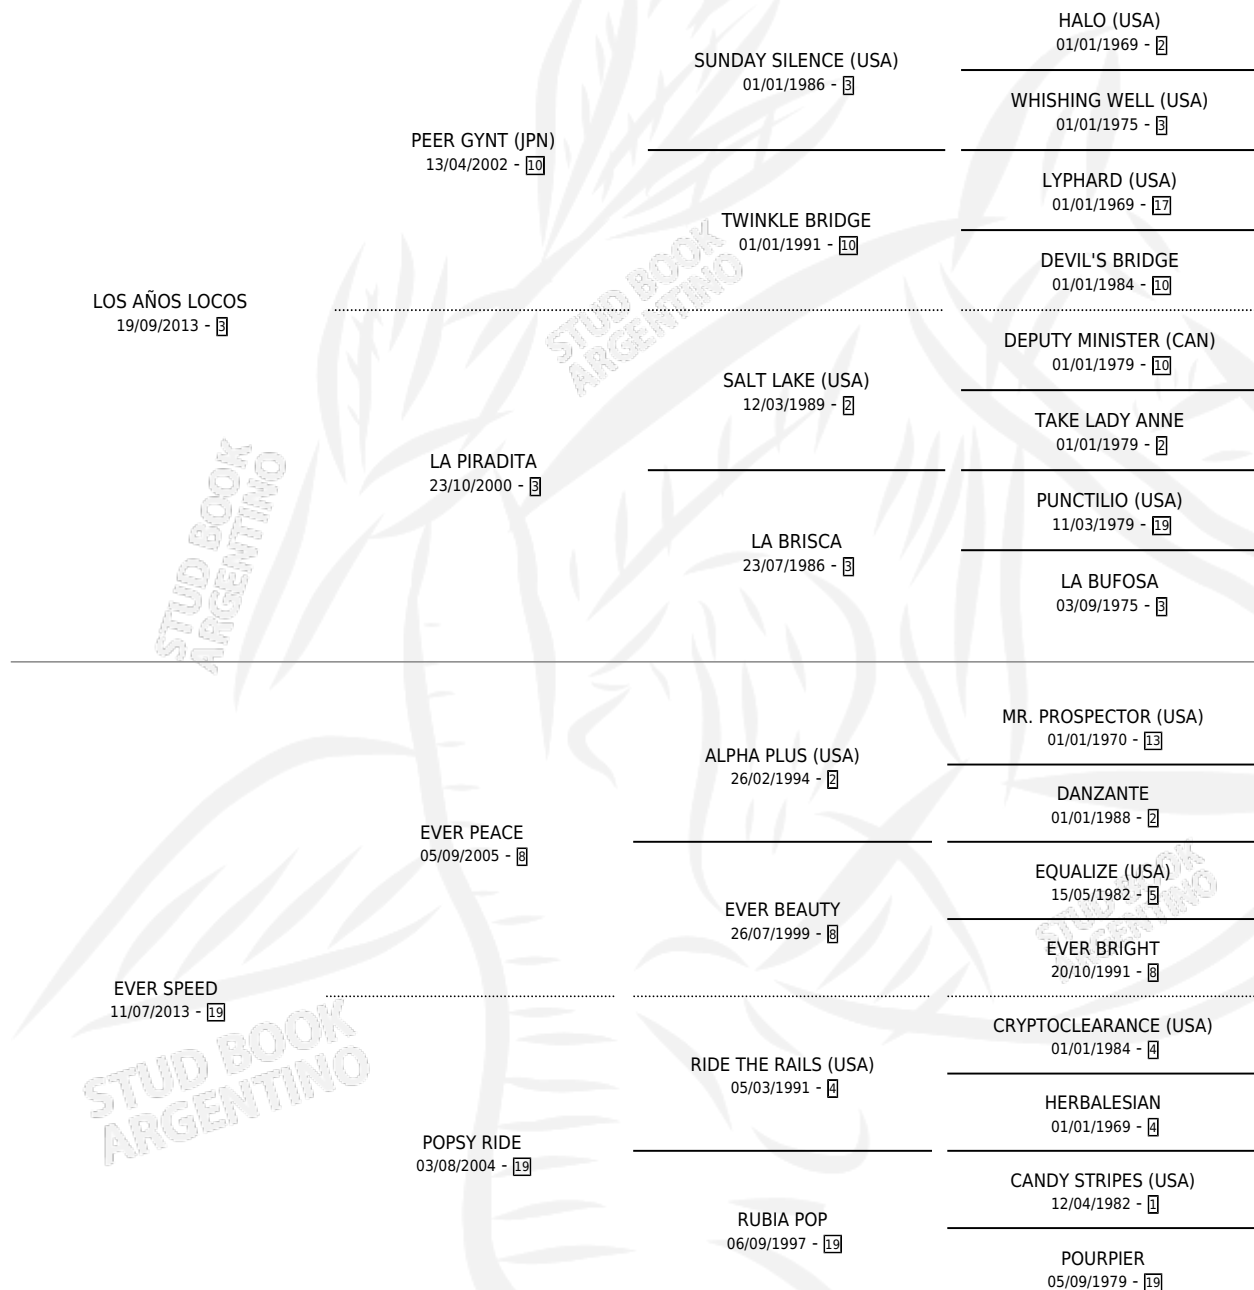 HALO (USA)
01/01/1969 - 2
SUNDAY SILENCE (USA)
01/01/1986 - 3
WHISHING WELL (USA)
01/01/1975 - 3
PEER GYNT (JPN)
13/04/2002 - 10
LYPHARD (USA)
01/01/1969 - 17
TWINKLE BRIDGE
01/01/1991 - 10
DEVIL'S BRIDGE
01/01/1984 - 10
LOS AÑOS LOCOS
19/09/2013 - 3
DEPUTY MINISTER (CAN)
01/01/1979 - 10
SALT LAKE (USA)
12/03/1989 - 2
TAKE LADY ANNE
01/01/1979 - 2
LA PIRADITA
23/10/2000 - 3
PUNCTILIO (USA)
11/03/1979 - 19
LA BRISCA
23/07/1986 - 3
LA BUFOSA
03/09/1975 - 3
MR. PROSPECTOR (USA)
01/01/1970 - 13
ALPHA PLUS (USA)
26/02/1994 - 2
DANZANTE
01/01/1988 - 2
EVER PEACE
05/09/2005 - 8
EQUALIZE (USA)
15/05/1982 - 5
EVER BEAUTY
26/07/1999 - 8
EVER BRIGHT
20/10/1991 - 8
EVER SPEED
11/07/2013 - 19
CRYPTOCLEARANCE (USA)
01/01/1984 - 4
RIDE THE RAILS (USA)
05/03/1991 - 4
HERBALESIAN
01/01/1969 - 4
POPSY RIDE
03/08/2004 - 19
CANDY STRIPES (USA)
12/04/1982 - 1
RUBIA POP
06/09/1997 - 19
POURPIER
05/09/1979 - 19
STUD BOOK
ARGENTINO
STUD BOOK
ARGENTINO
STUD BOOK
ARGENTINO
STUD BOOK
ARGENTINO